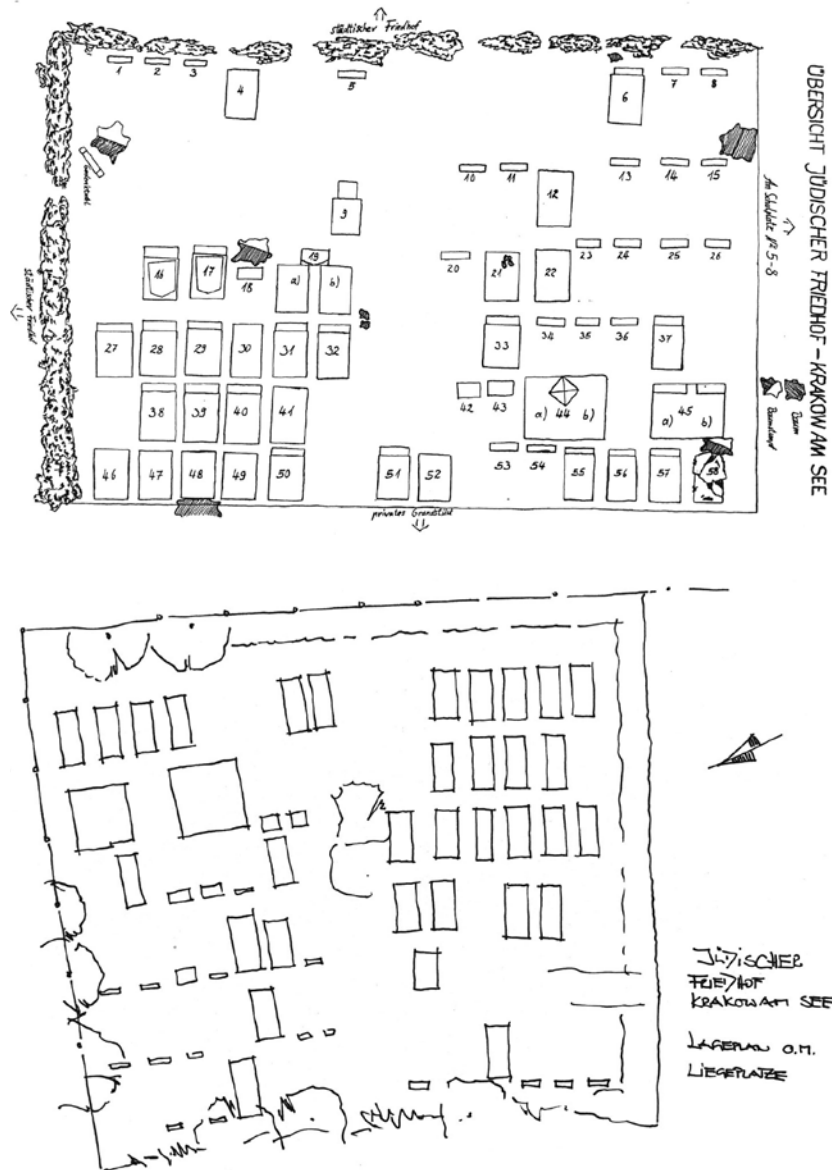 städtischer Friedhof
ÜBERSICHT JÜDISCHER FRIEDHOF - KRAKOW AM SEE
1 2 3 4 5 6 7 8
10 11 12 13 14 15
9
An Schulplatz № 5-8
16 17 18 19 a) b) 20 21 22 23 24 25 26
städtischer Friedhof
27 28 29 30 31 32 33 34 35 36 37
38 39 40 41 42 43 a) 44 b) a) 45 b)
Baumstumpf
Baum
46 47 48 49 50 51 52 53 54 55 56 57 58
privates Grundstück
JÜDISCHER
FRIEDHOF
KRAKOW AM SEE
LAGEPLAN O.M.
LIEGEPLÄTZE